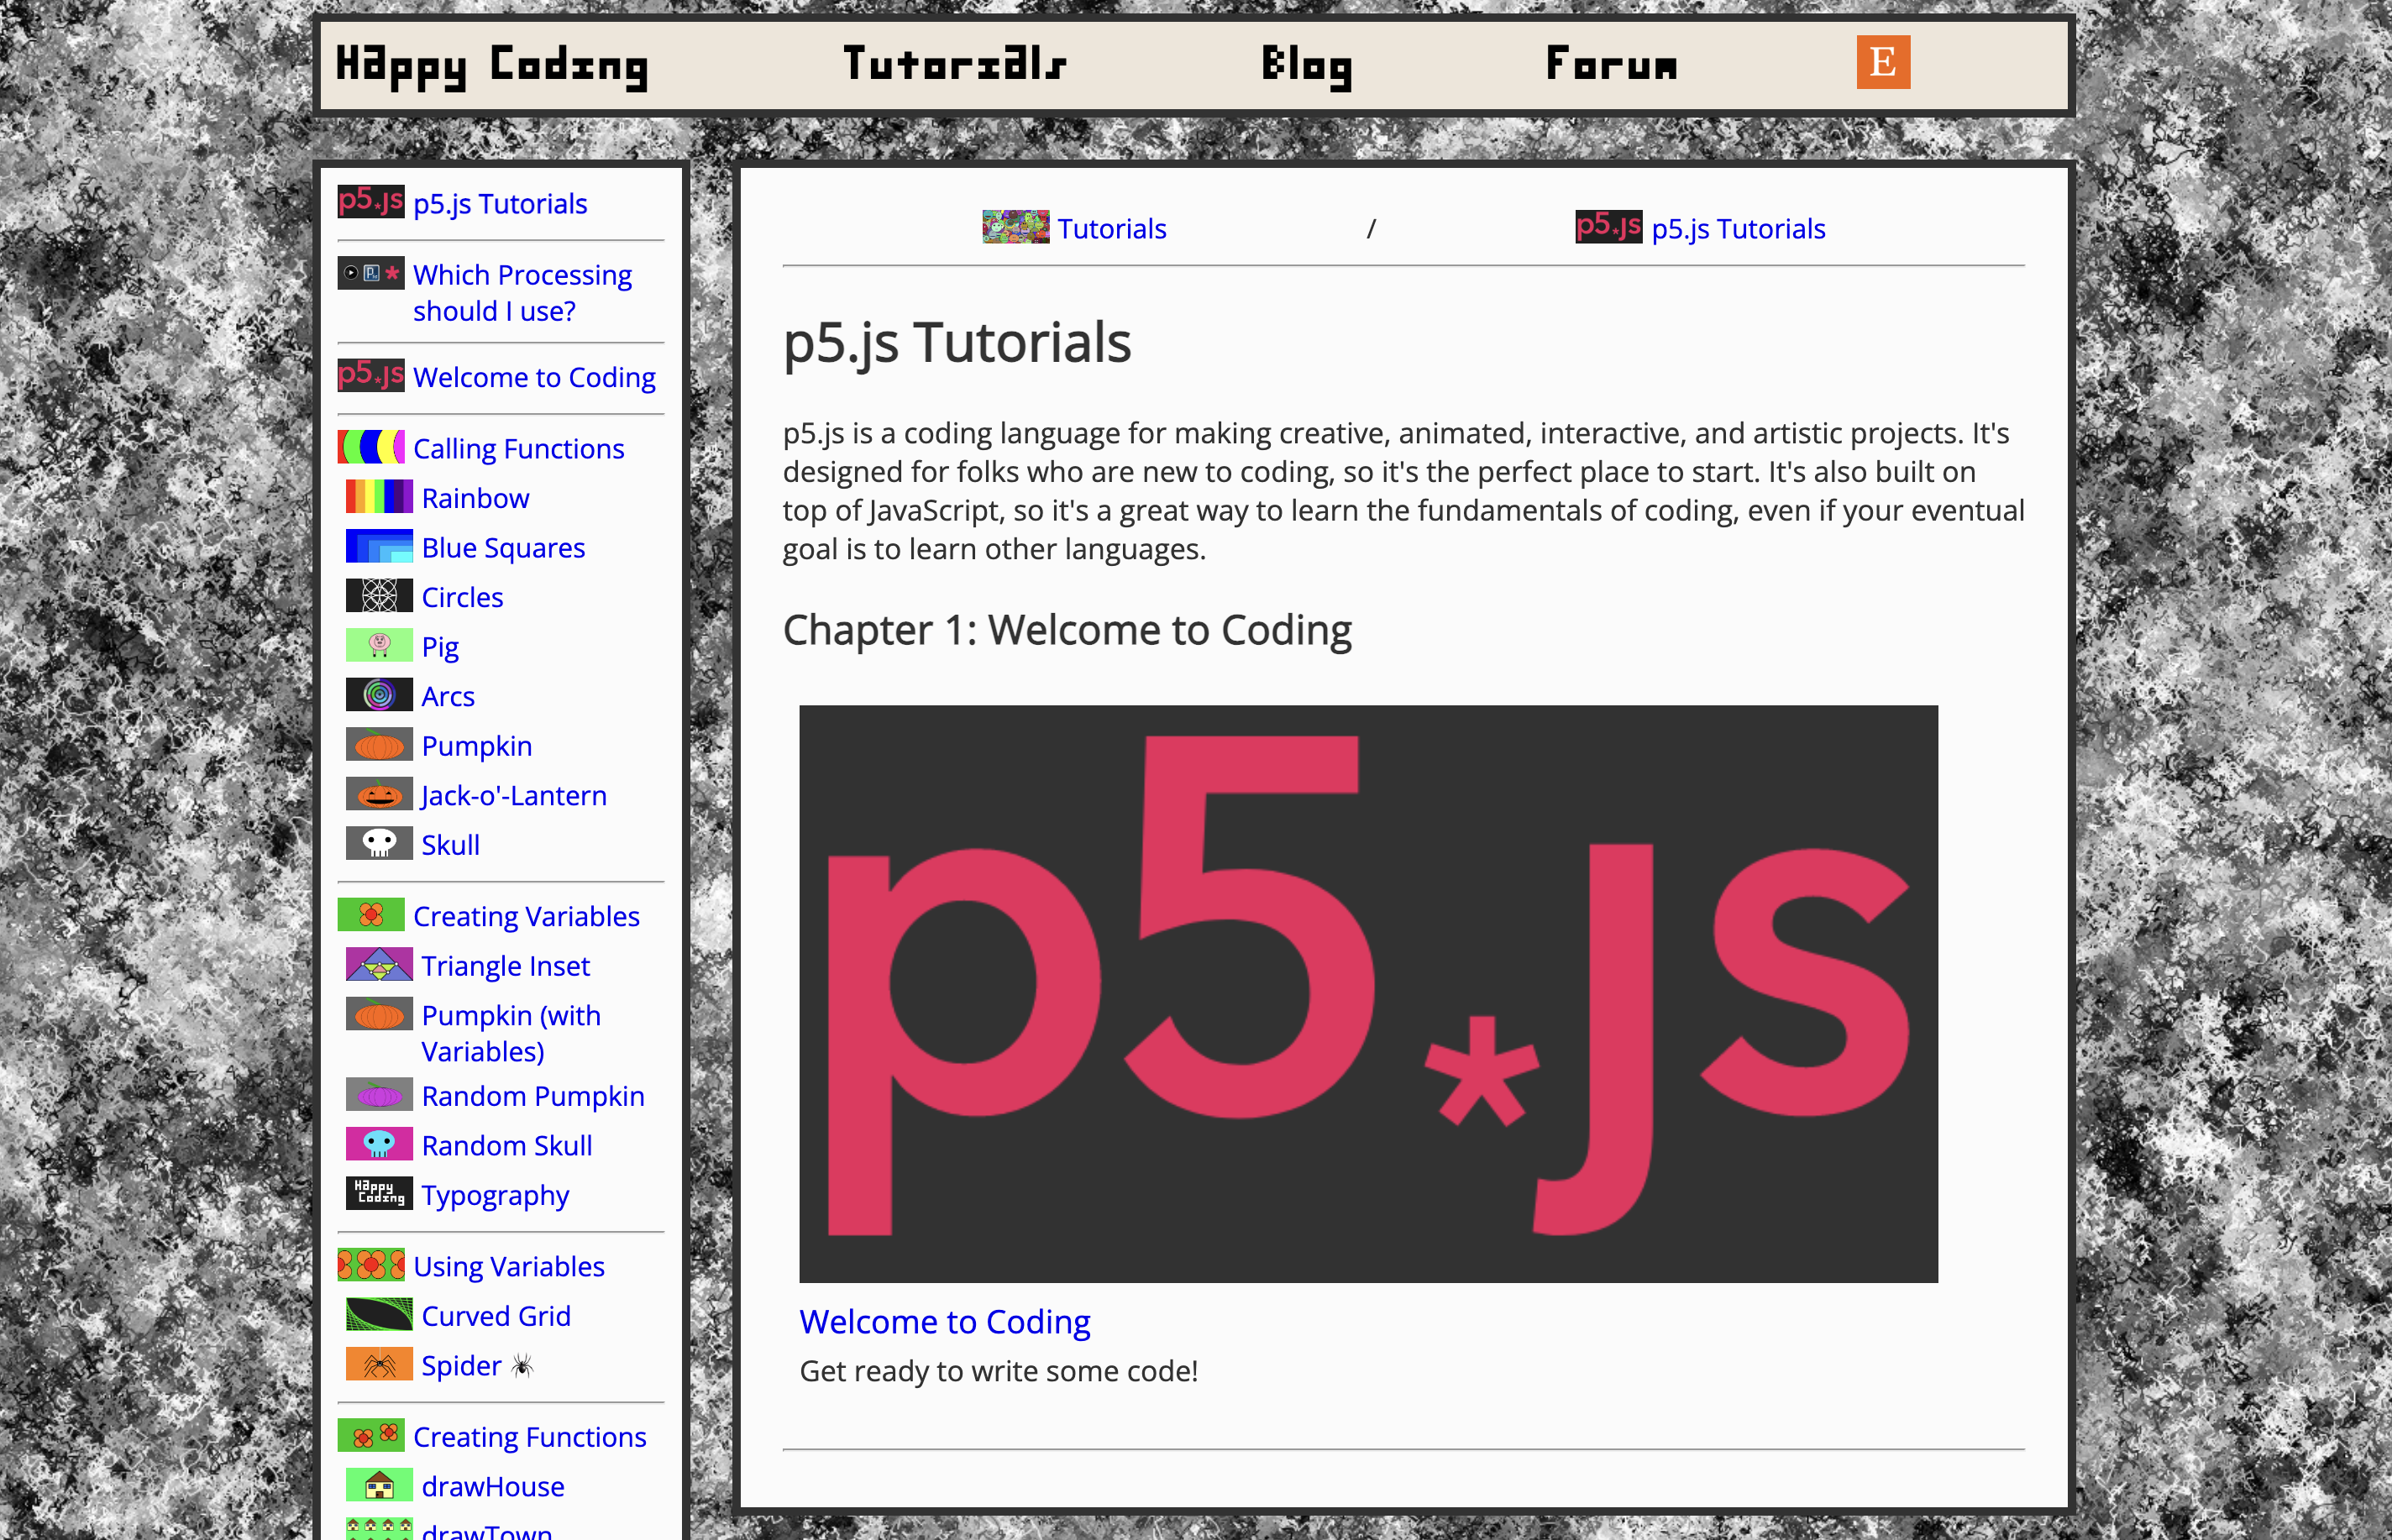 Happy Coding Tutorials Blog Forum E
p5.js p5.js Tutorials
Which Processing
should I use?
p5.js Welcome to Coding
Calling Functions
Rainbow
Blue Squares
Circles
Pig
Arcs
Pumpkin
Jack-o'-Lantern
Skull
Creating Variables
Triangle Inset
Pumpkin (with
Variables)
Random Pumpkin
Random Skull
Happy
Coding
Typography
Using Variables
Curved Grid
Spider
Creating Functions
drawHouse
drawTown
Tutorials / p5.js p5.js Tutorials
p5.js Tutorials
p5.js is a coding language for making creative, animated, interactive, and artistic projects. It's
designed for folks who are new to coding, so it's the perfect place to start. It's also built on
top of JavaScript, so it's a great way to learn the fundamentals of coding, even if your eventual
goal is to learn other languages.
Chapter 1: Welcome to Coding
p5*js
Welcome to Coding
Get ready to write some code!